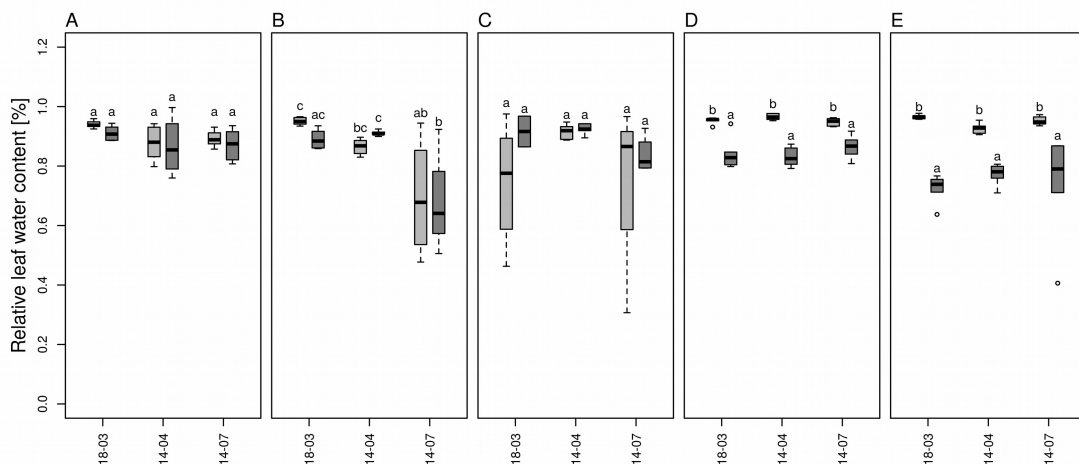 A B C D E
Relative leaf water content [%]
1.2
1.0
0.8
0.6
0.4
0.2
0.0
a a a a a a
c ac bc c ab b
a a a a a a
b a b a b a
b a b a b a
18-03 14-04 14-07 18-03 14-04 14-07 18-03 14-04 14-07 18-03 14-04 14-07 18-03 14-04 14-07